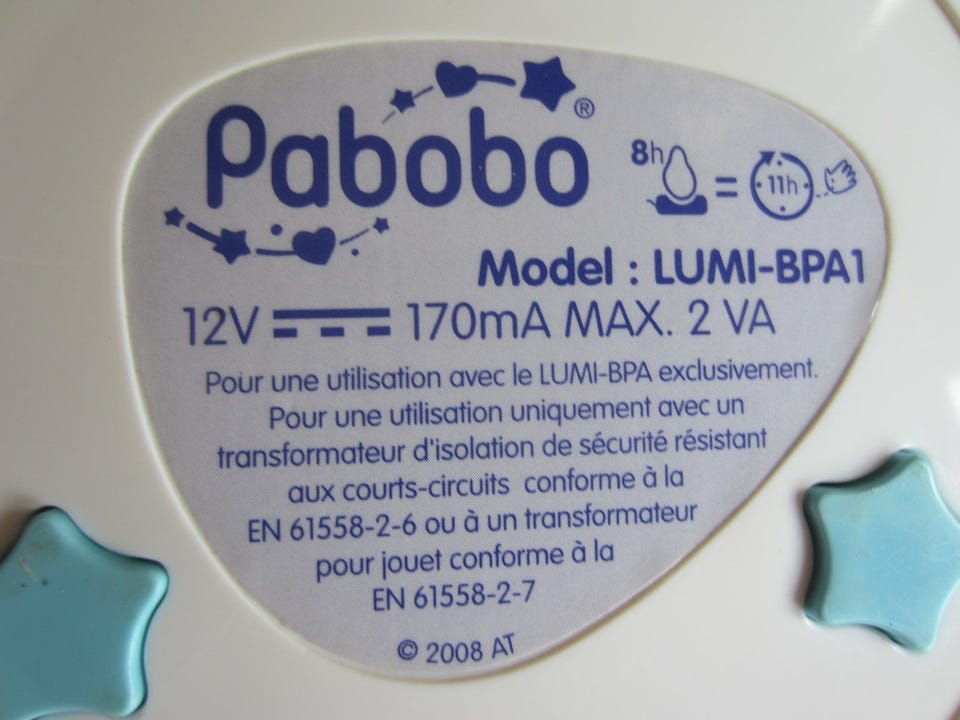 Pabobo®
8h = 11h
Model : LUMI-BPA1
12V 170mA MAX. 2 VA
Pour une utilisation avec le LUMI-BPA exclusivement.
Pour une utilisation uniquement avec un
transformateur d'isolation de sécurité résistant
aux courts-circuits conforme à la
EN 61558-2-6 ou à un transformateur
pour jouet conforme à la
EN 61558-2-7
© 2008 AT